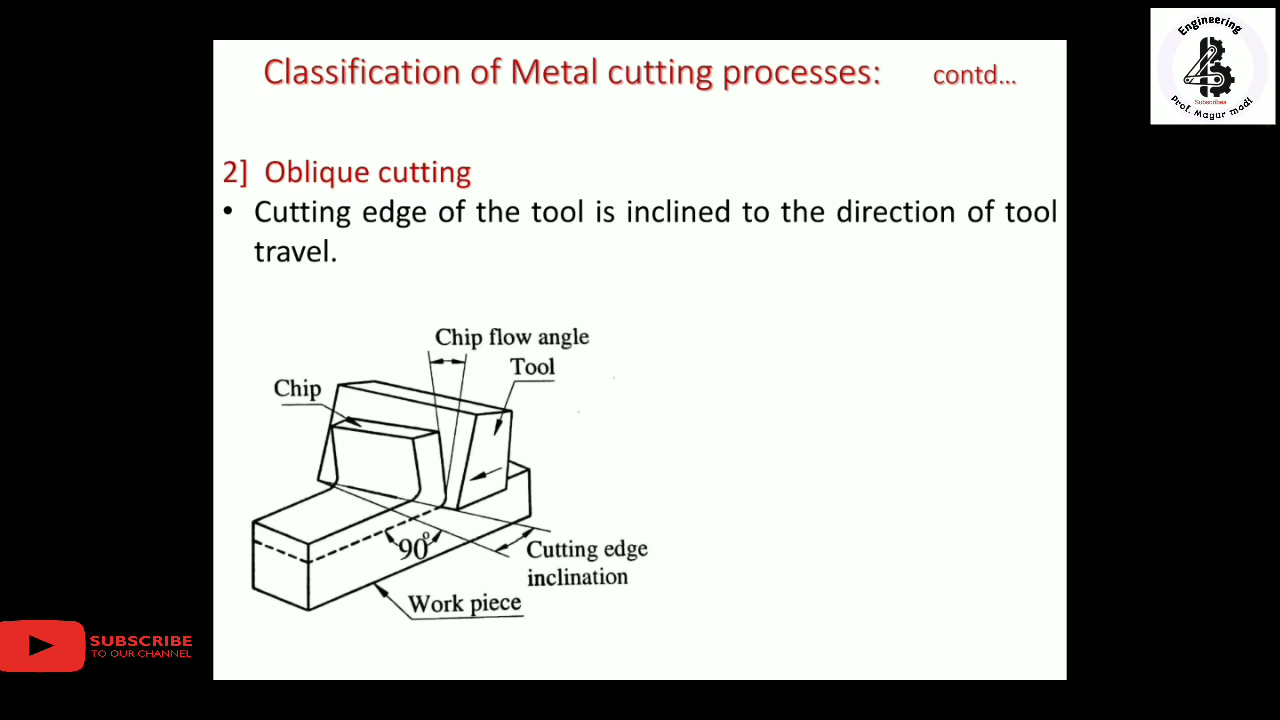 Engineering
Subscribes
Prof. Mayur modi
Classification of Metal cutting processes: contd...
2] Oblique cutting
• Cutting edge of the tool is inclined to the direction of tool
travel.
Chip flow angle
Tool
Chip
90°
Cutting edge
inclination
Work piece
SUBSCRIBE
TO OUR CHANNEL